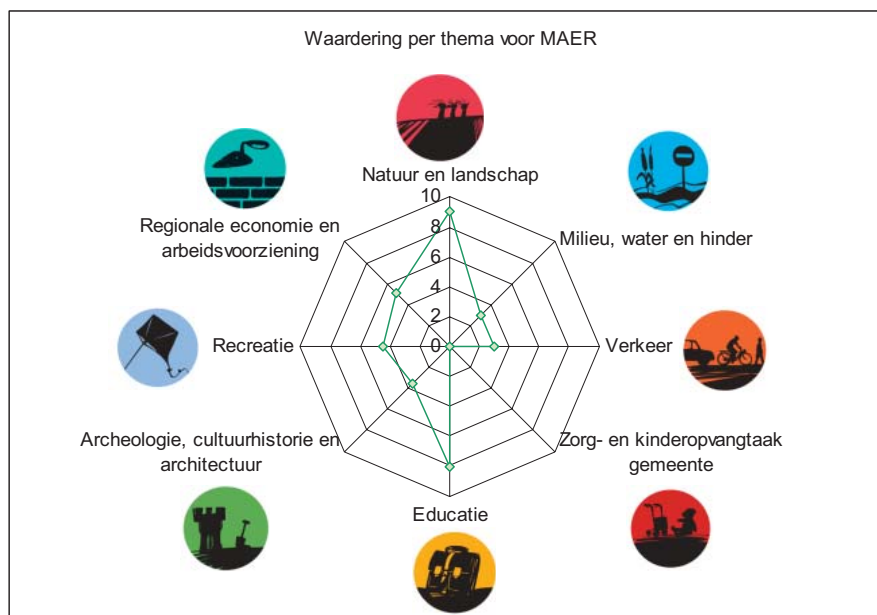 Waardering per thema voor MAER
Natuur en landschap
10
8
6
4
2
0
Milieu, water en hinder
Verkeer
Zorg- en kinderopvangtaak
gemeente
Educatie
Archeologie, cultuurhistorie en
architectuur
Recreatie
Regionale economie en
arbeidsvoorziening